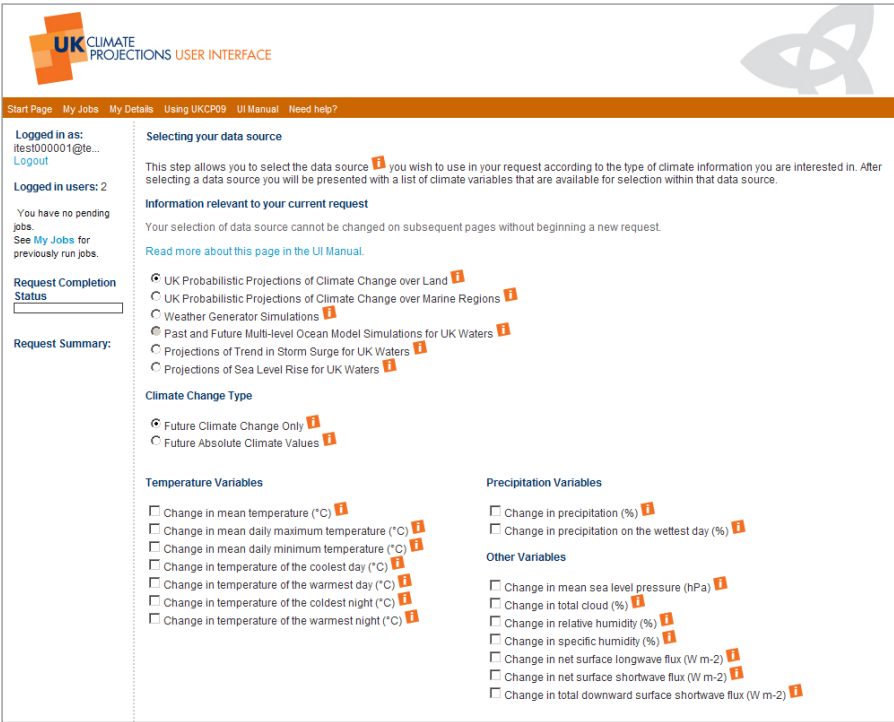 UK CLIMATE
PROJECTIONS USER INTERFACE
Start Page My Jobs My Details Using UKCP09 UI Manual Need help?
Logged in as:
itest000001@te...
Logout
Logged in users: 2
You have no pending
jobs.
See My Jobs for
previously run jobs.
Request Completion
Status
Request Summary:
Selecting your data source
This step allows you to select the data source i you wish to use in your request according to the type of climate information you are interested in. After
selecting a data source you will be presented with a list of climate variables that are available for selection within that data source.
Information relevant to your current request
Your selection of data source cannot be changed on subsequent pages without beginning a new request.
Read more about this page in the UI Manual.
UK Probabilistic Projections of Climate Change over Land i
UK Probabilistic Projections of Climate Change over Marine Regions i
Weather Generator Simulations i
Past and Future Multi-level Ocean Model Simulations for UK Waters i
Projections of Trend in Storm Surge for UK Waters i
Projections of Sea Level Rise for UK Waters i
Climate Change Type
Future Climate Change Only i
Future Absolute Climate Values i
Temperature Variables
Change in mean temperature (°C) i
Change in mean daily maximum temperature (°C) i
Change in mean daily minimum temperature (°C) i
Change in temperature of the coolest day (°C) i
Change in temperature of the warmest day (°C) i
Change in temperature of the coldest night (°C) i
Change in temperature of the warmest night (°C) i
Precipitation Variables
Change in precipitation (%) i
Change in precipitation on the wettest day (%) i
Other Variables
Change in mean sea level pressure (hPa) i
Change in total cloud (%) i
Change in relative humidity (%) i
Change in specific humidity (%) i
Change in net surface longwave flux (W m-2) i
Change in net surface shortwave flux (W m-2) i
Change in total downward surface shortwave flux (W m-2) i